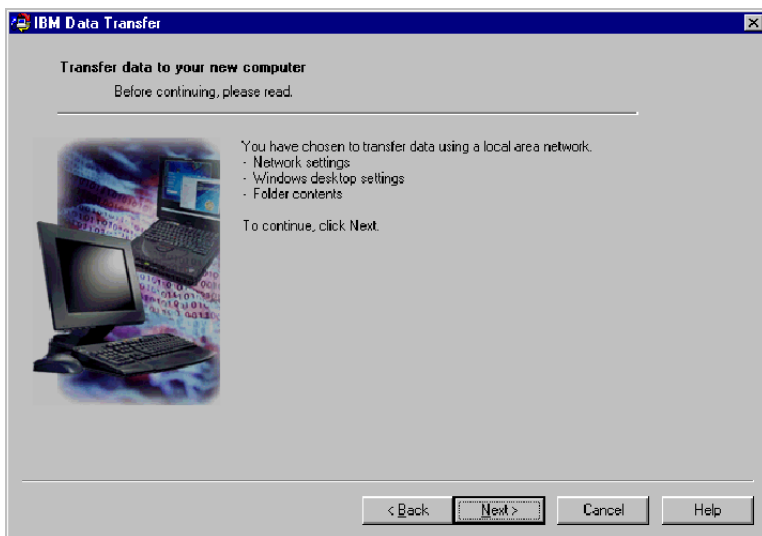 IBM Data Transfer
Transfer data to your new computer
Before continuing, please read.
You have chosen to transfer data using a local area network.
- Network settings
- Windows desktop settings
- Folder contents
To continue, click Next.
< Back Next > Cancel Help